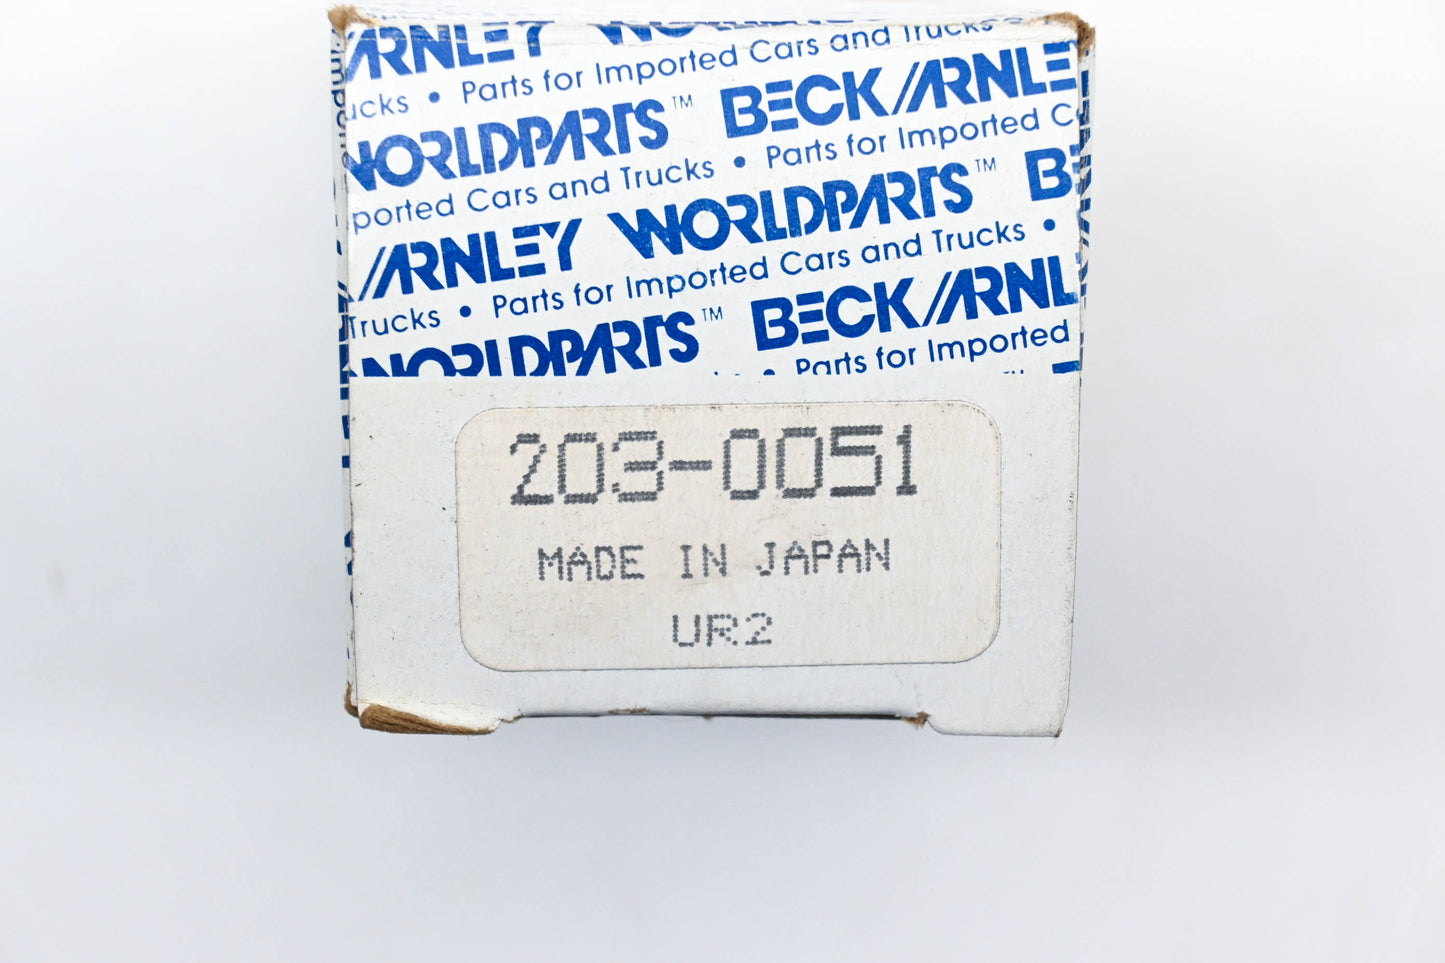 ARNLEY
Parts for Imported Cars and Trucks
WORLDPARTS™ BECK/ARNLE
ported Cars and Trucks • Parts for Imported C
/ARNLEY WORLDPARTS™ BE
Trucks • Parts for Imported Cars and Trucks •
WORLDPARTS™ BECK/ARNL
• Parts for Imported
203-0051
MADE IN JAPAN
UR2